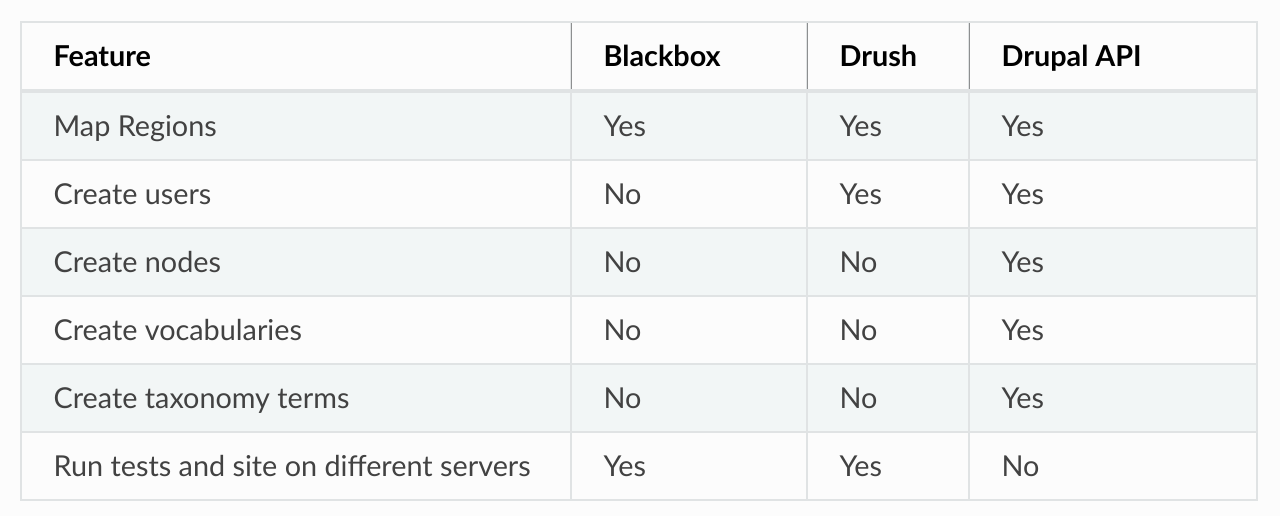 Feature Blackbox Drush Drupal API
Map Regions Yes Yes Yes
Create users No Yes Yes
Create nodes No No Yes
Create vocabularies No No Yes
Create taxonomy terms No No Yes
Run tests and site on different servers Yes Yes No